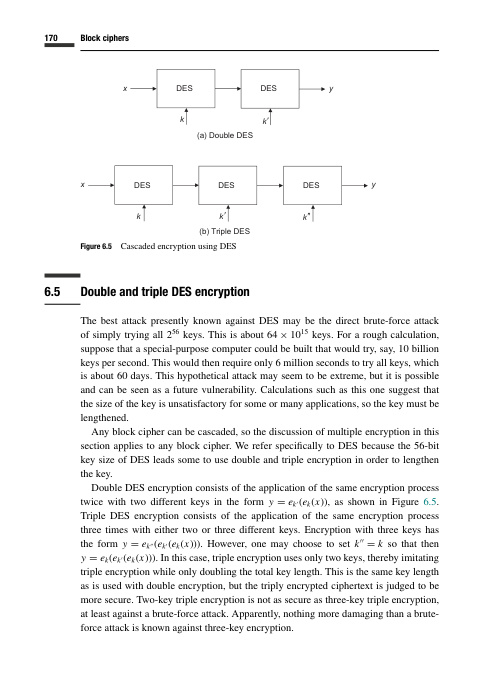 170 Block ciphers
x DES DES y
k k′
(a) Double DES
x DES DES DES y
k k′ k″
(b) Triple DES
Figure 6.5 Cascaded encryption using DES
6.5 Double and triple DES encryption
The best attack presently known against DES may be the direct brute-force attack
of simply trying all 2⁵⁶ keys. This is about 64 × 10¹⁵ keys. For a rough calculation,
suppose that a special-purpose computer could be built that would try, say, 10 billion
keys per second. This would then require only 6 million seconds to try all keys, which
is about 60 days. This hypothetical attack may seem to be extreme, but it is possible
and can be seen as a future vulnerability. Calculations such as this one suggest that
the size of the key is unsatisfactory for some or many applications, so the key must be
lengthened.
Any block cipher can be cascaded, so the discussion of multiple encryption in this
section applies to any block cipher. We refer specifically to DES because the 56-bit
key size of DES leads some to use double and triple encryption in order to lengthen
the key.
Double DES encryption consists of the application of the same encryption process
twice with two different keys in the form y = eₖ′(eₖ(x)), as shown in Figure 6.5.
Triple DES encryption consists of the application of the same encryption process
three times with either two or three different keys. Encryption with three keys has
the form y = eₖ″(eₖ′(eₖ(x))). However, one may choose to set k″ = k so that then
y = eₖ(eₖ′(eₖ(x))). In this case, triple encryption uses only two keys, thereby imitating
triple encryption while only doubling the total key length. This is the same key length
as is used with double encryption, but the triply encrypted ciphertext is judged to be
more secure. Two-key triple encryption is not as secure as three-key triple encryption,
at least against a brute-force attack. Apparently, nothing more damaging than a brute-
force attack is known against three-key encryption.